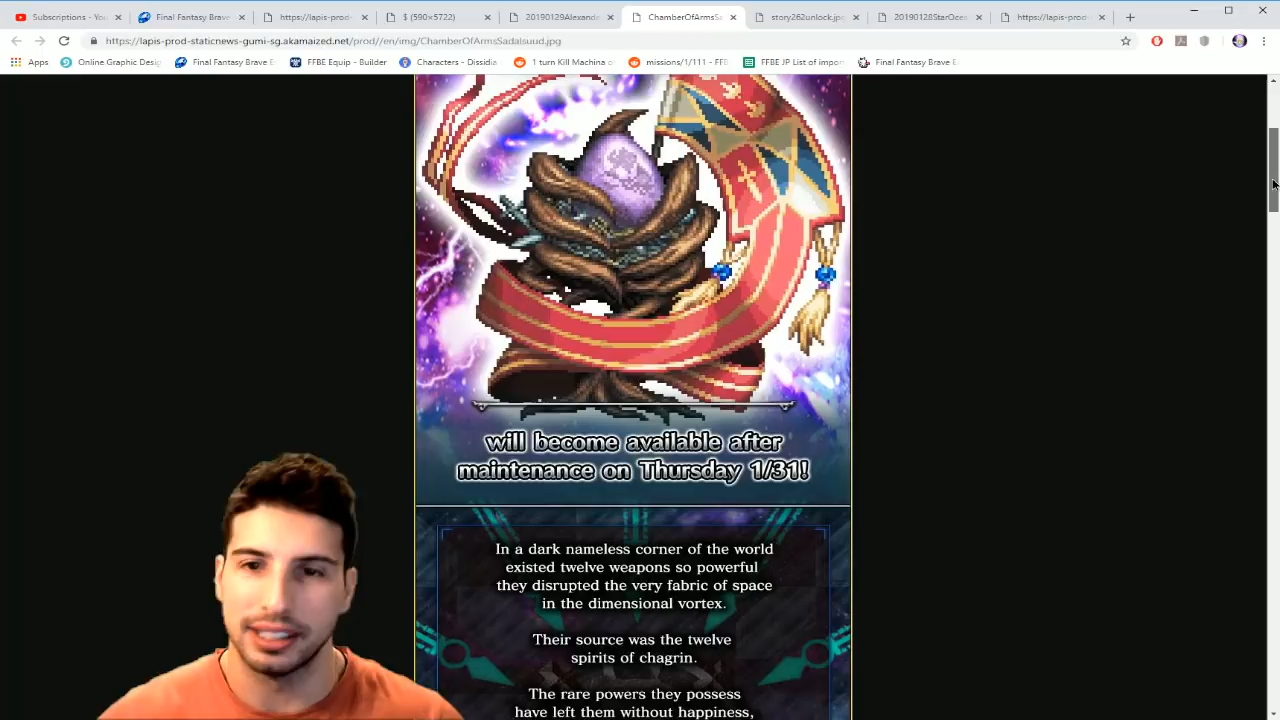 Subscriptions - You
Final Fantasy Brave
https://lapis-prod-
$ (590×5722)
20190129Alexande
ChamberOfArmsSa
story262unlock.jp
20190128StarOce
https://lapis-prod-
https://lapis-prod-staticnews-gumi-sg.akamaized.net/prod//en/img/ChamberOfArmsSadalsuud.jpg
Apps
Online Graphic Desig
Final Fantasy Brave E
FFBE Equip - Builder
Characters - Dissidia
1 turn Kill Machina o
missions/1/111 - FFB
FFBE JP List of impor
Final Fantasy Brave E
will become available after
maintenance on Thursday 1/31!
In a dark nameless corner of the world
existed twelve weapons so powerful
they disrupted the very fabric of space
in the dimensional vortex.
Their source was the twelve
spirits of chagrin.
The rare powers they possess
have left them without happiness,